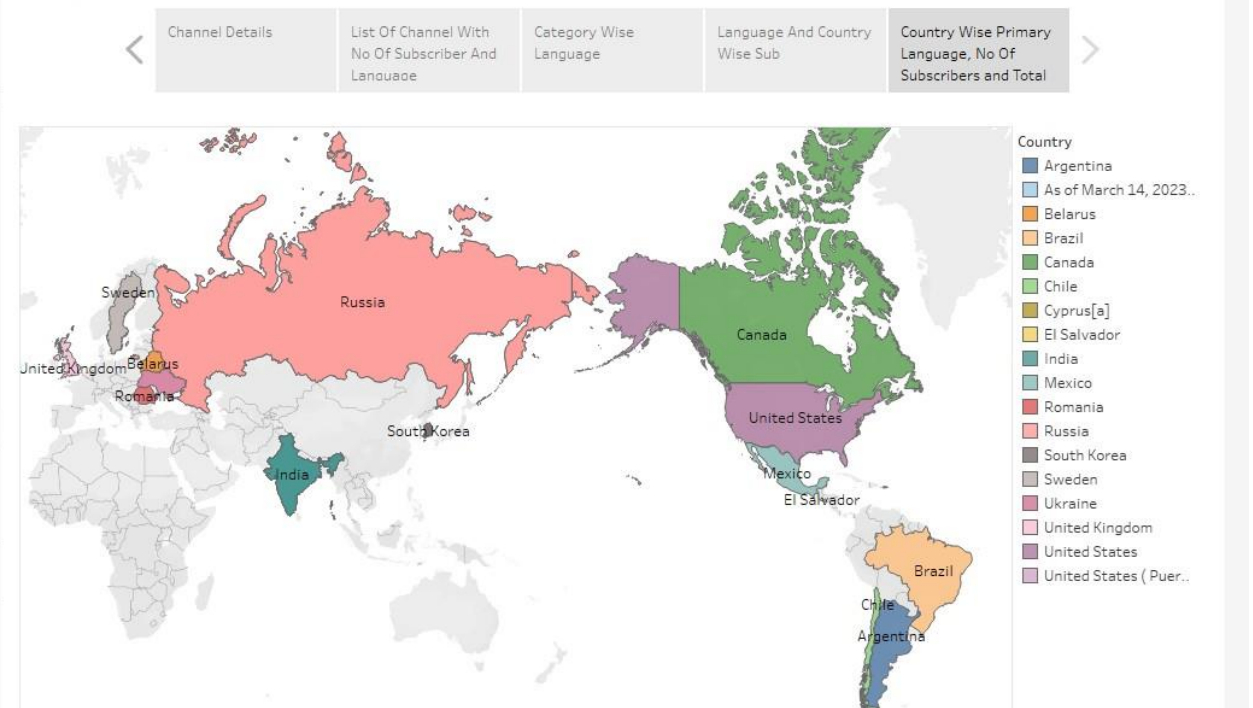 Channel Details
List Of Channel With
No Of Subscriber And
Language
Category Wise
Language
Language And Country
Wise Sub
Country Wise Primary
Language, No Of
Subscribers and Total
Country
Argentina
As of March 14, 2023..
Belarus
Brazil
Canada
Chile
Cyprus[a]
El Salvador
India
Mexico
Romania
Russia
South Korea
Sweden
Ukraine
United Kingdom
United States
United States ( Puer..
Sweden
Russia
Canada
United Kingdom
Belarus
Romania
United States
South Korea
India
Mexico
El Salvador
Brazil
Chile
Argentina